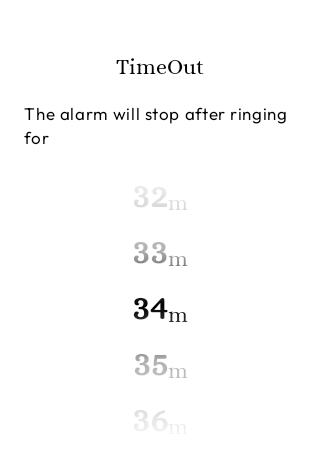 TimeOut
The alarm will stop after ringing
for
32m
33m
34m
35m
36m